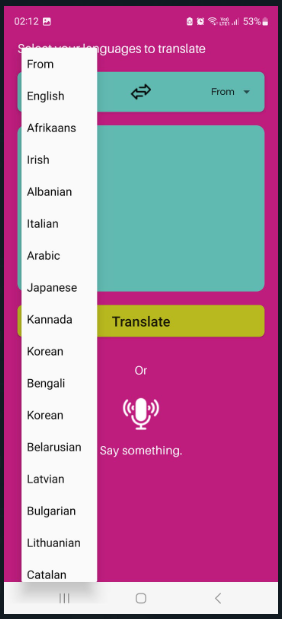 02:12 53%
Select your languages to translate
From
English
From
Afrikaans
Irish
Albanian
Italian
Arabic
Japanese
Kannada
Translate
Korean
Or
Bengali
Korean
Belarusian
Say something.
Latvian
Bulgarian
Lithuanian
Catalan